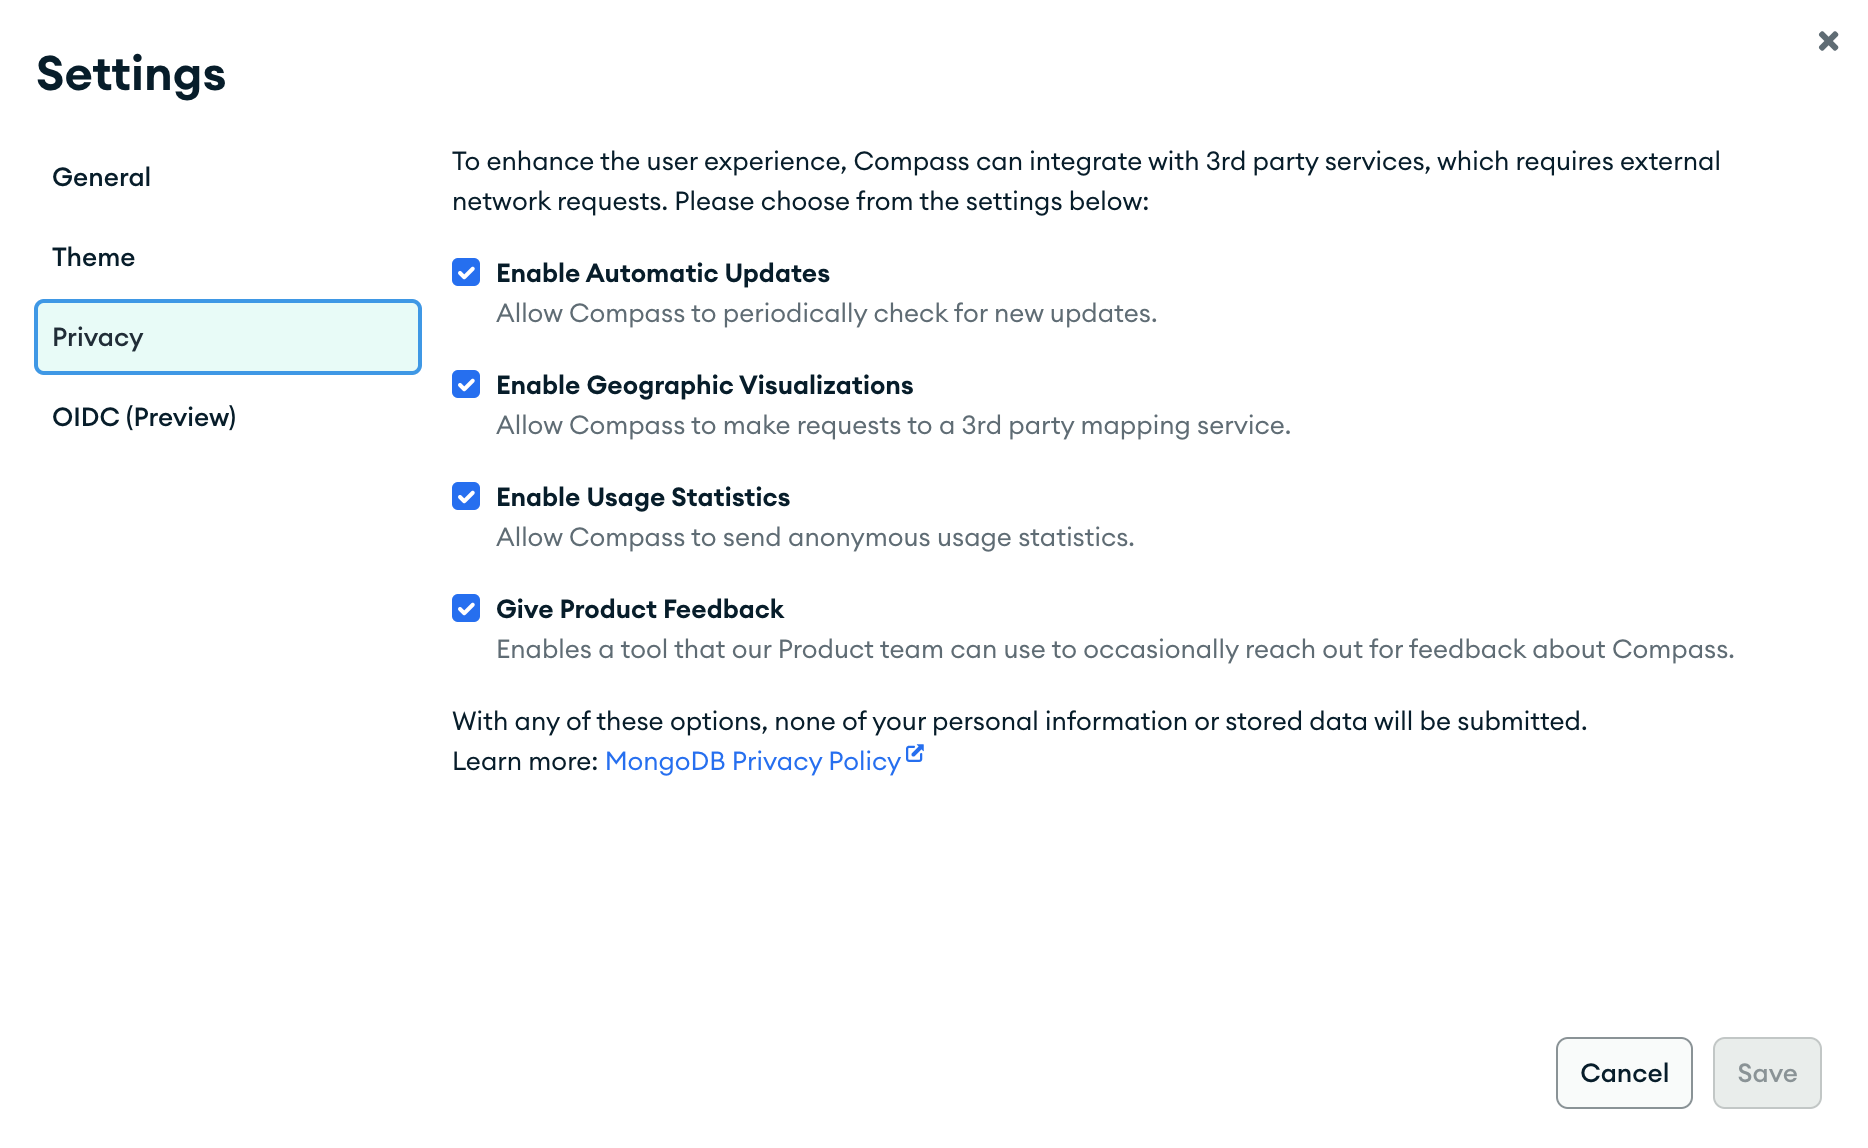 Settings
General
Theme
Privacy
OIDC (Preview)
To enhance the user experience, Compass can integrate with 3rd party services, which requires external
network requests. Please choose from the settings below:
Enable Automatic Updates
Allow Compass to periodically check for new updates.
Enable Geographic Visualizations
Allow Compass to make requests to a 3rd party mapping service.
Enable Usage Statistics
Allow Compass to send anonymous usage statistics.
Give Product Feedback
Enables a tool that our Product team can use to occasionally reach out for feedback about Compass.
With any of these options, none of your personal information or stored data will be submitted.
Learn more: MongoDB Privacy Policy
Cancel
Save